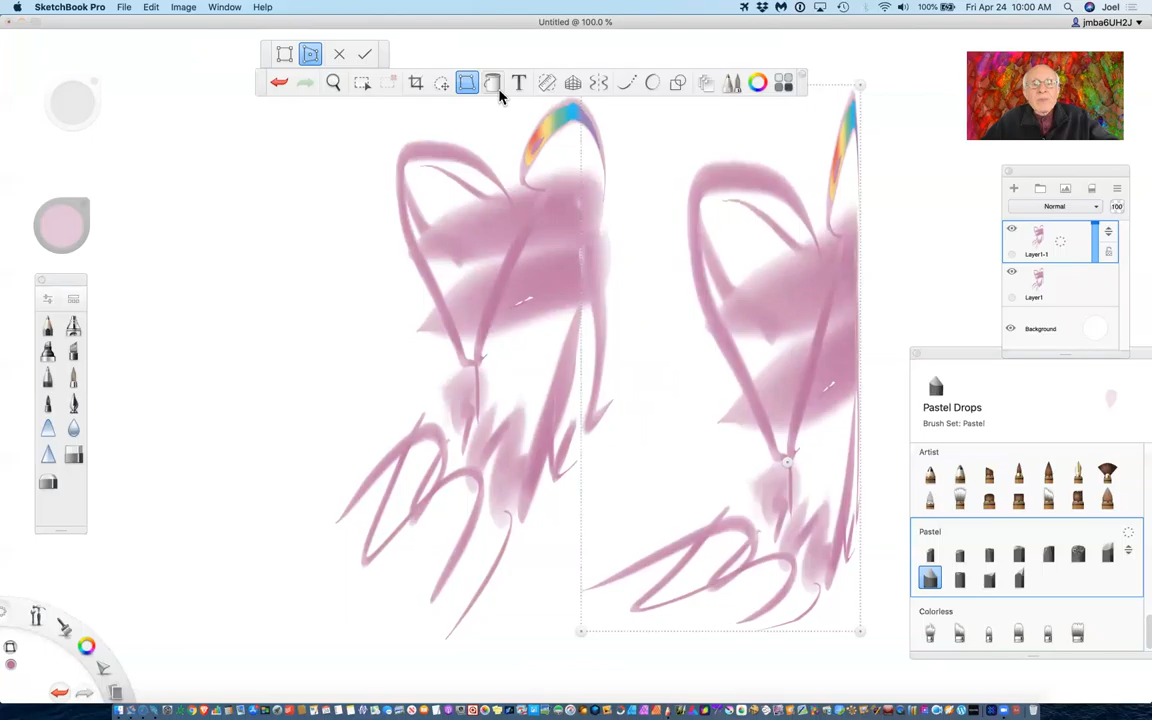 SketchBook Pro File Edit Image Window Help 100% Fri Apr 24 10:00 AM Joel
Untitled @ 100.0 %
jmba6UH2J
T
Normal
100
Layer1-1
Layer1
Background
Pastel Drops
Brush Set: Pastel
Artist
Pastel
Colorless